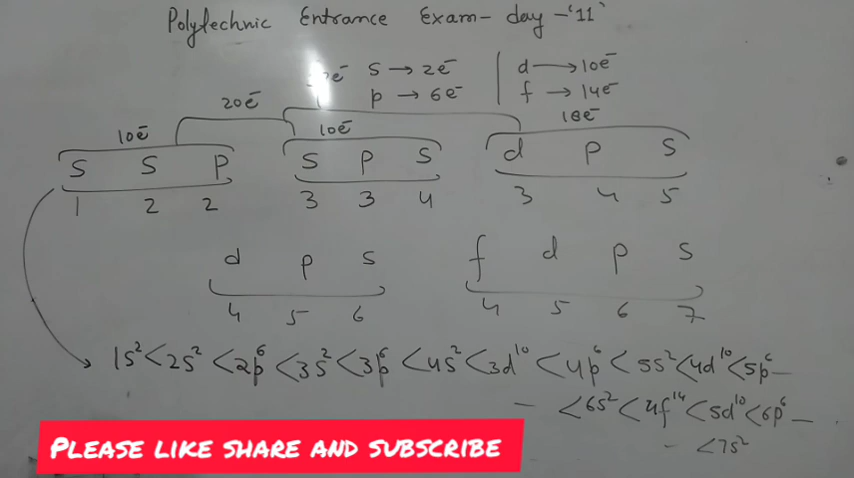 Polytechnic Entrance Exam- day -'11'
s → 2e⁻ d → 10e⁻
20e⁻ p → 6e⁻ f → 14e⁻
10e⁻ 10e⁻ 18e⁻
s s p s p s d p s
1 2 2 3 3 4 3 4 5
d p s f d p s
4 5 6 4 5 6 7
1s²<2s²<2p⁶<3s²<3p⁶<4s²<3d¹⁰<4p⁶<5s²<4d¹⁰<5p⁶–
– <6s²<4f¹⁴<5d¹⁰<6p⁶–
- <7s²
PLEASE LIKE SHARE AND SUBSCRIBE